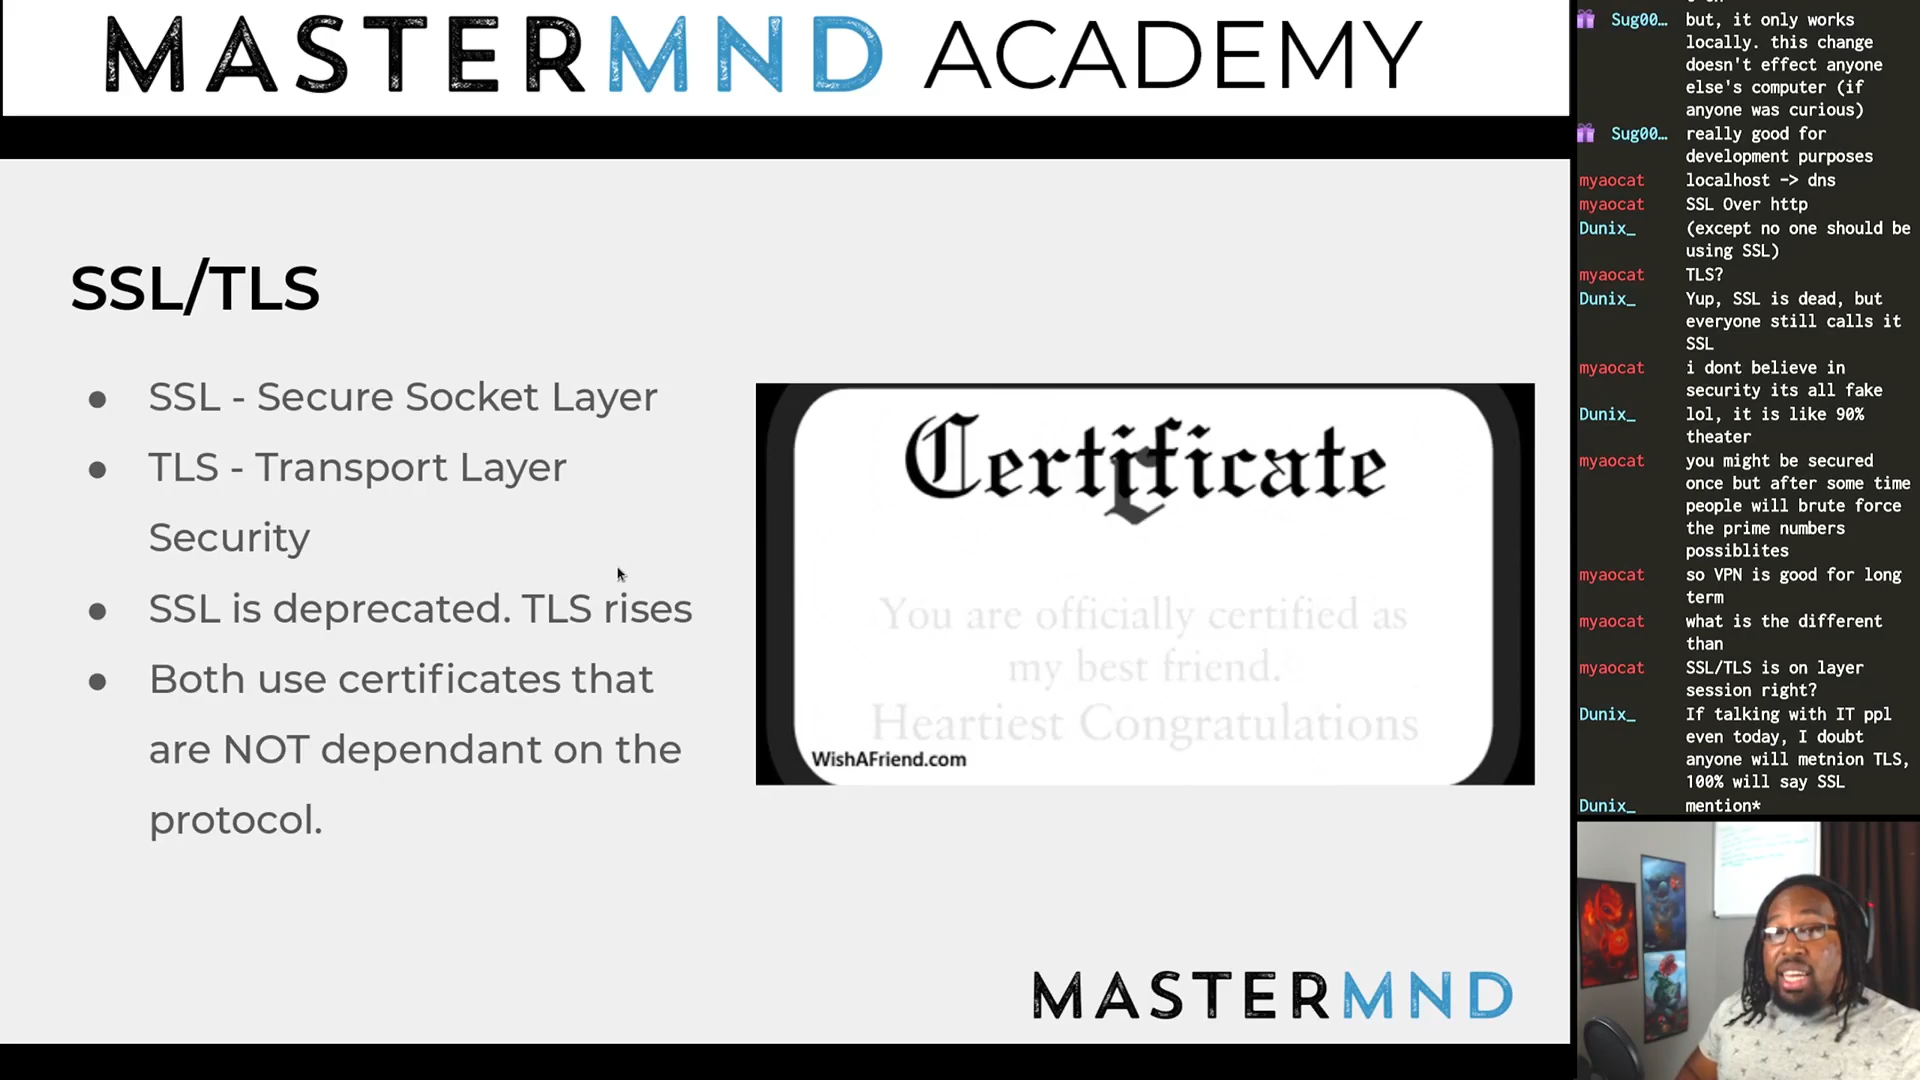 MASTERMND ACADEMY
SSL/TLS
● SSL - Secure Socket Layer
● TLS - Transport Layer
Security
● SSL is deprecated. TLS rises
● Both use certificates that
are NOT dependant on the
protocol.
Certificate
You are officially certified as
my best friend.
Heartiest Congratulations
WishAFriend.com
MASTERMND
Sug00… but, it only works
locally. this change
doesn't effect anyone
else's computer (if
anyone was curious)
Sug00… really good for
development purposes
myaocat localhost -> dns
myaocat SSL Over http
Dunix_ (except no one should be
using SSL)
myaocat TLS?
Dunix_ Yup, SSL is dead, but
everyone still calls it
SSL
myaocat i dont believe in
security its all fake
Dunix_ lol, it is like 90%
theater
myaocat you might be secured
once but after some time
people will brute force
the prime numbers
possiblites
myaocat so VPN is good for long
term
myaocat what is the different
than
myaocat SSL/TLS is on layer
session right?
Dunix_ If talking with IT ppl
even today, I doubt
anyone will metnion TLS,
100% will say SSL
Dunix_ mention*